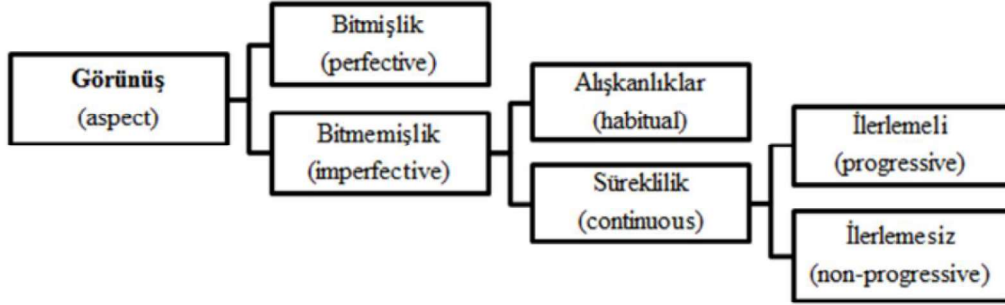 Görünüş
(aspect)
Bitmişlik
(perfective)
Bitmemişlik
(imperfective)
Alışkanlıklar
(habitual)
Süreklilik
(continuous)
İlerlemeli
(progressive)
İlerlemesiz
(non-progressive)